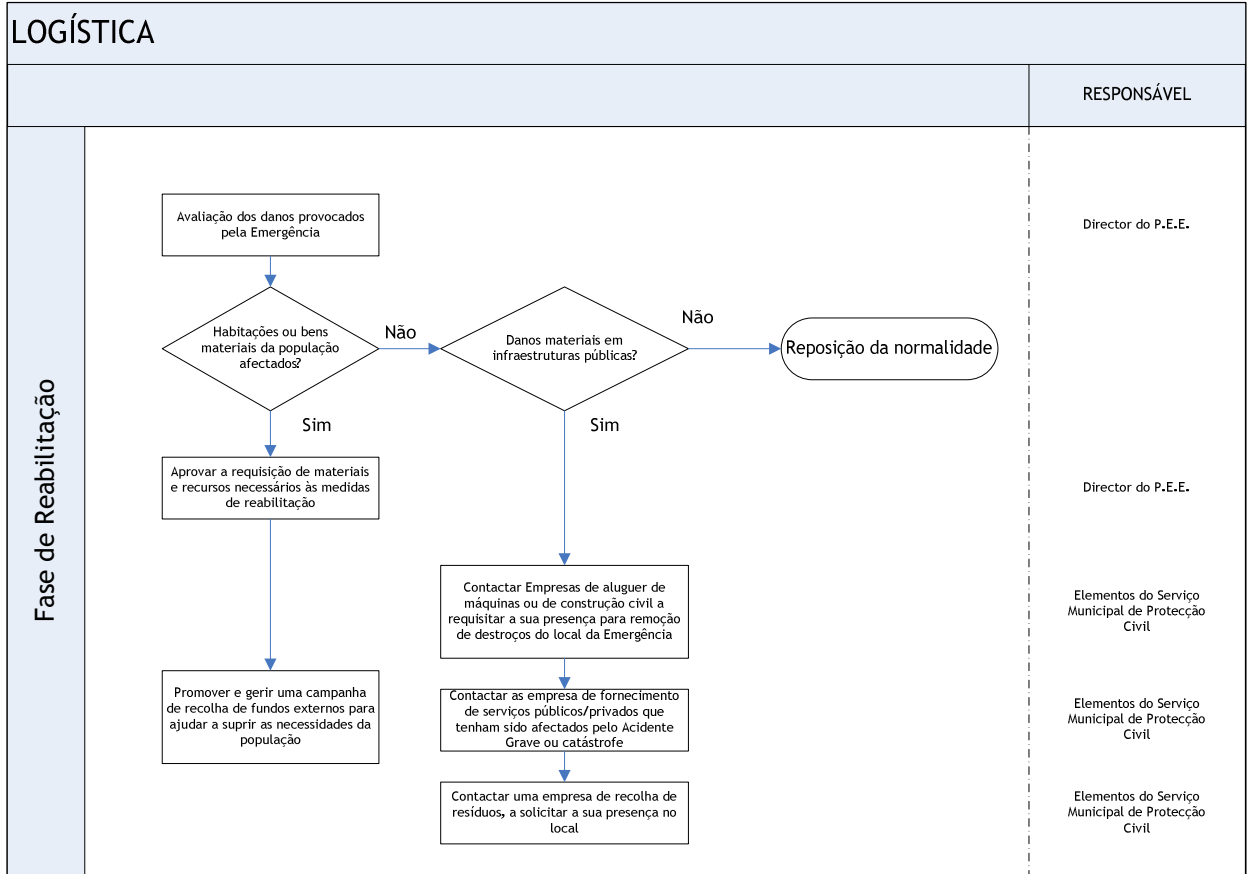 LOGÍSTICA
RESPONSÁVEL
Fase de Reabilitação
Avaliação dos danos provocados
pela Emergência
Director do P.E.E.
Habitações ou bens
materiais da população
afectados?
Não
Danos materiais em
infraestruturas públicas?
Não
Reposição da normalidade
Sim
Sim
Aprovar a requisição de materiais
e recursos necessários às medidas
de reabilitação
Director do P.E.E.
Contactar Empresas de aluguer de
máquinas ou de construção civil a
requisitar a sua presença para remoção
de destroços do local da Emergência
Elementos do Serviço
Municipal de Protecção
Civil
Promover e gerir uma campanha
de recolha de fundos externos para
ajudar a suprir as necessidades da
população
Contactar as empresa de fornecimento
de serviços públicos/privados que
tenham sido afectados pelo Acidente
Grave ou catástrofe
Elementos do Serviço
Municipal de Protecção
Civil
Contactar uma empresa de recolha de
resíduos, a solicitar a sua presença no
local
Elementos do Serviço
Municipal de Protecção
Civil